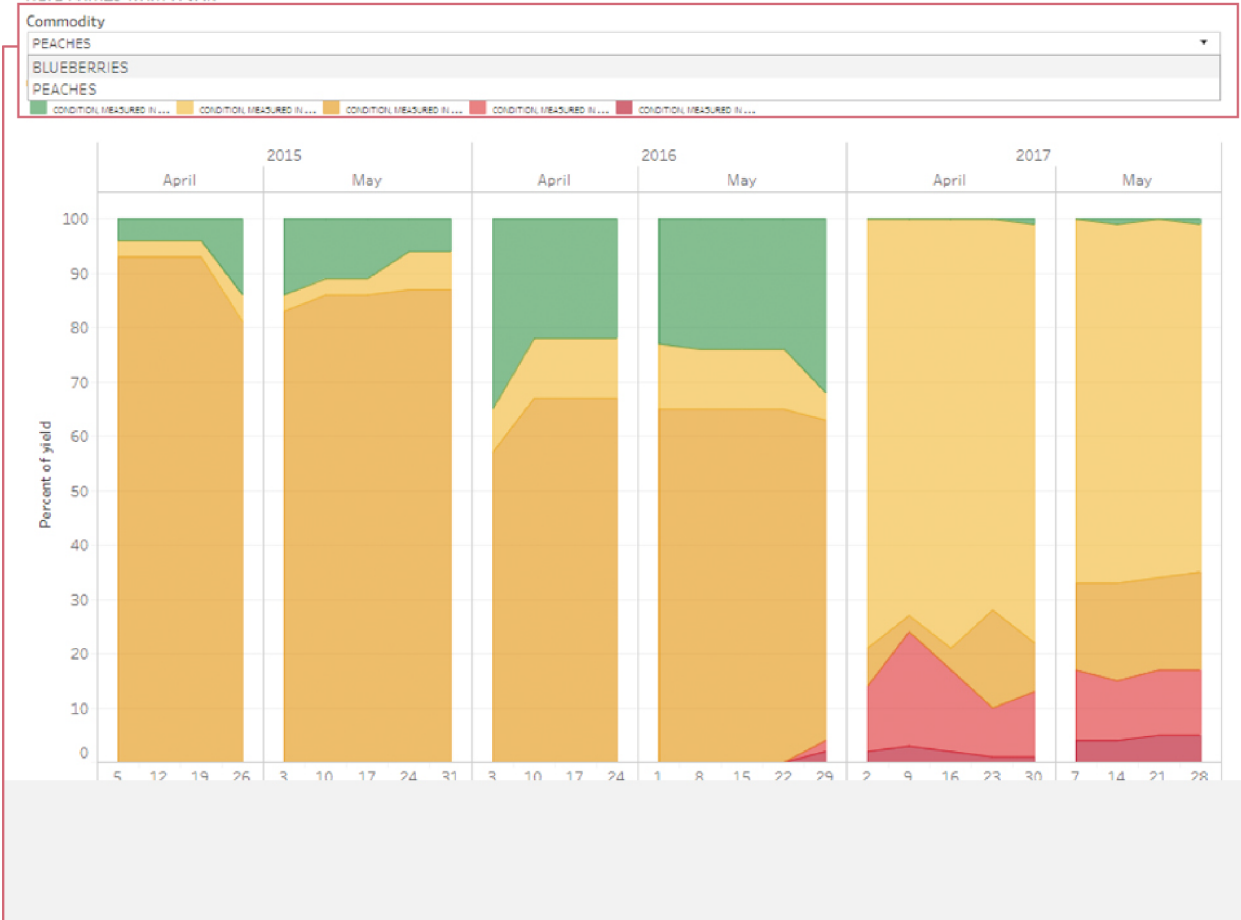 Commodity
PEACHES
BLUEBERRIES
PEACHES
CONDITION, MEASURED IN ... CONDITION, MEASURED IN ... CONDITION, MEASURED IN ... CONDITION, MEASURED IN ... CONDITION, MEASURED IN ...
2015 2016 2017
April May April May April May
100
90
80
70
60
50
40
30
20
10
0
Percent of yield
5 12 19 26 3 10 17 24 31 3 10 17 24 1 8 15 22 29 2 9 16 23 30 7 14 21 28